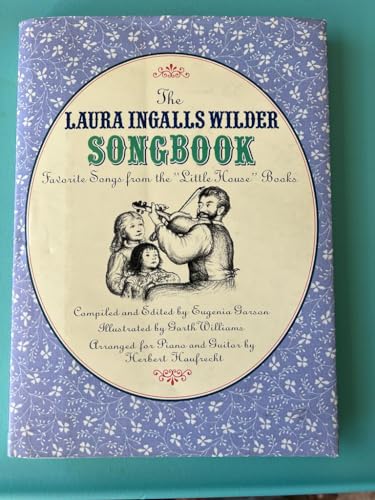 The
LAURA INGALLS WILDER
SONGBOOK
Favorite Songs from the "Little House" Books
Compiled and Edited by Eugenia Garson
Illustrated by Garth Williams
Arranged for Piano and Guitar by
Herbert Haufrecht